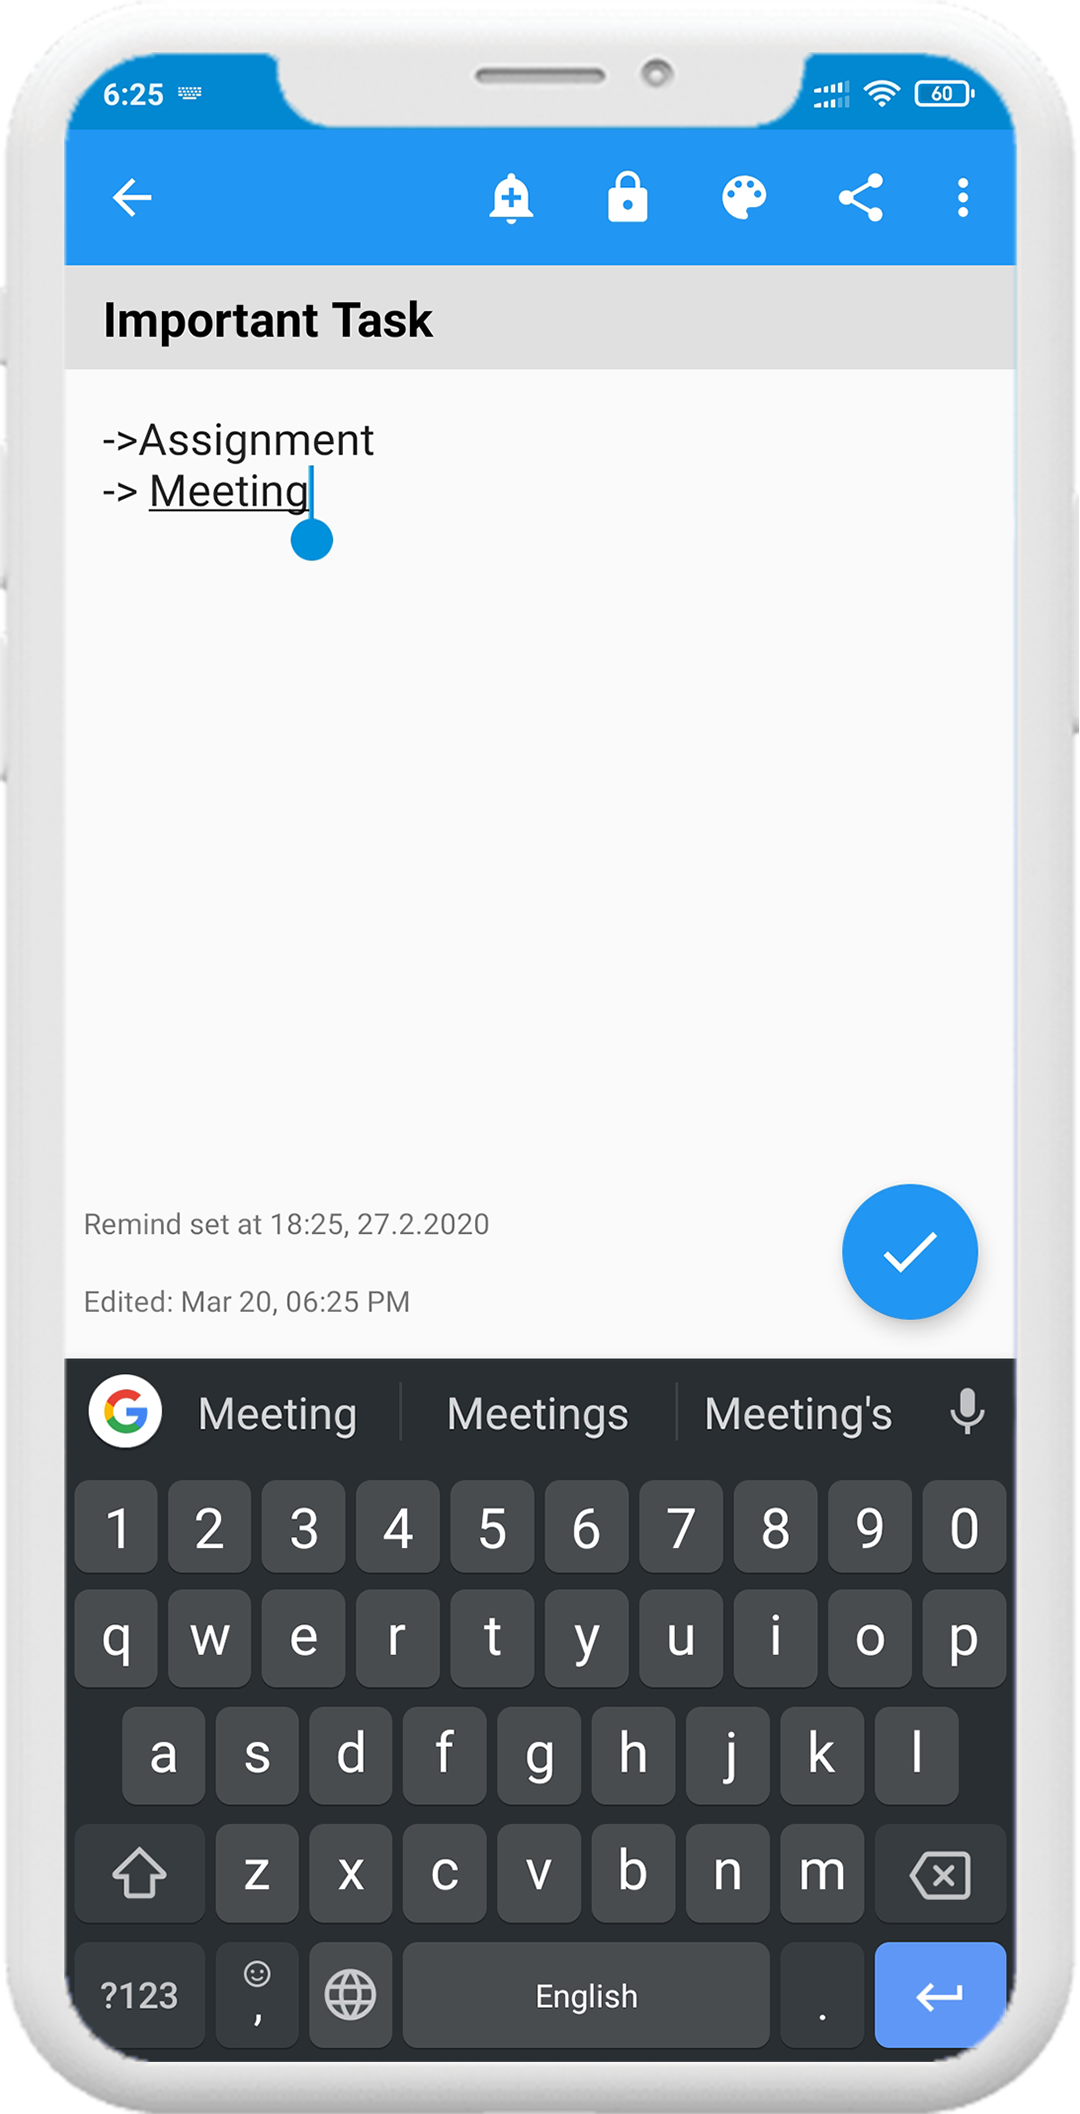 6:25
60
Important Task
->Assignment
-> Meeting
Remind set at 18:25, 27.2.2020
Edited: Mar 20, 06:25 PM
G Meeting Meetings Meeting's
1 2 3 4 5 6 7 8 9 0
q w e r t y u i o p
a s d f g h j k l
z x c v b n m
?123 , English .